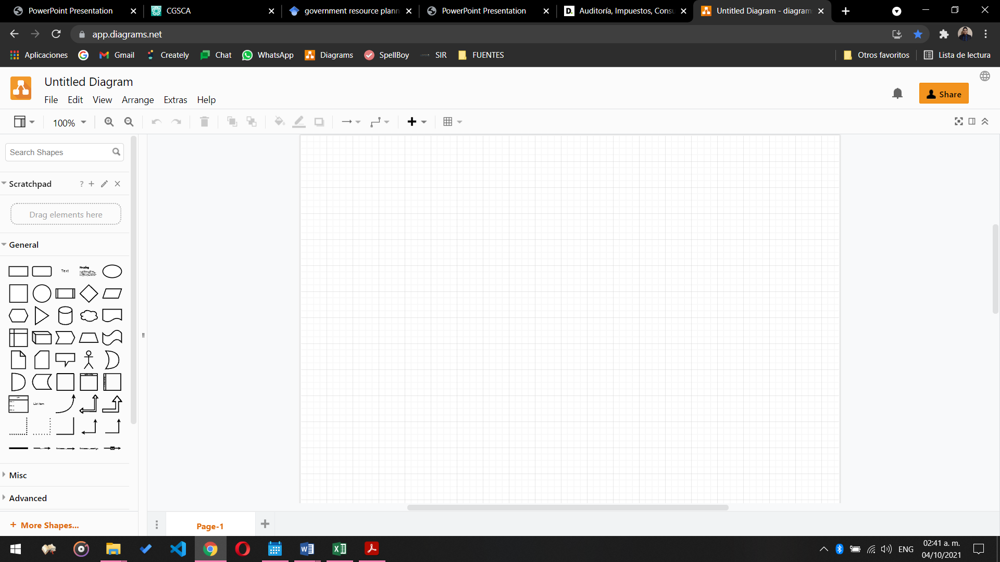 PowerPoint Presentation
CGSCA
government resource plann
PowerPoint Presentation
Auditoría, Impuestos, Consu
Untitled Diagram - diagram
app.diagrams.net
Aplicaciones
Gmail
Creately
Chat
WhatsApp
Diagrams
SpellBoy
SIR
FUENTES
Otros favoritos
Lista de lectura
Untitled Diagram
File Edit View Arrange Extras Help
Share
100%
Search Shapes
Scratchpad
?
Drag elements here
General
Text
Heading
List Item
Misc
Advanced
+ More Shapes...
Page-1
ENG
02:41 a. m.
04/10/2021